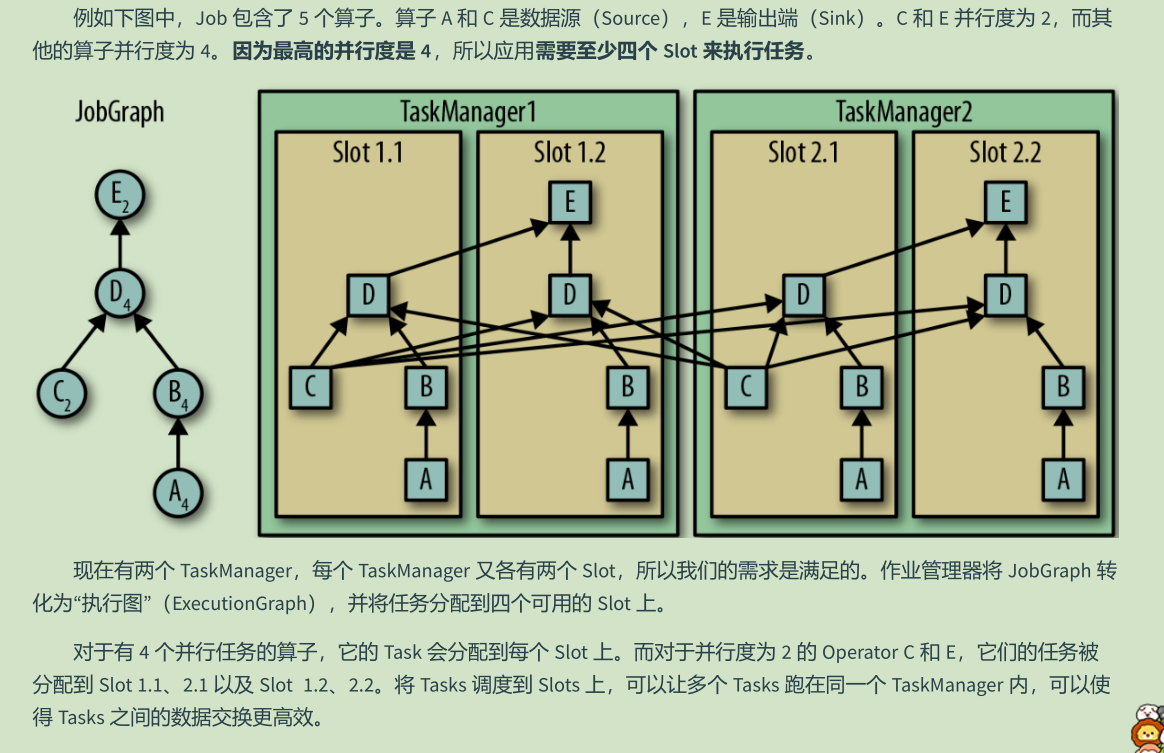 例如下图中，Job 包含了 5 个算子。算子 A 和 C 是数据源（Source），E 是输出端（Sink）。C 和 E 并行度为 2，而其
他的算子并行度为 4。因为最高的并行度是 4，所以应用需要至少四个 Slot 来执行任务。
JobGraph
E2
D4
C2
B4
A4
TaskManager1
Slot 1.1
D
C
B
A
Slot 1.2
E
D
B
A
TaskManager2
Slot 2.1
D
C
B
A
Slot 2.2
E
D
B
A
现在有两个 TaskManager，每个 TaskManager 又各有两个 Slot，所以我们的需求是满足的。作业管理器将 JobGraph 转
化为“执行图”（ExecutionGraph），并将任务分配到四个可用的 Slot 上。
对于有 4 个并行任务的算子，它的 Task 会分配到每个 Slot 上。而对于并行度为 2 的 Operator C 和 E，它们的任务被
分配到 Slot 1.1、2.1 以及 Slot 1.2、2.2。将 Tasks 调度到 Slots 上，可以让多个 Tasks 跑在同一个 TaskManager 内，可以使
得 Tasks 之间的数据交换更高效。